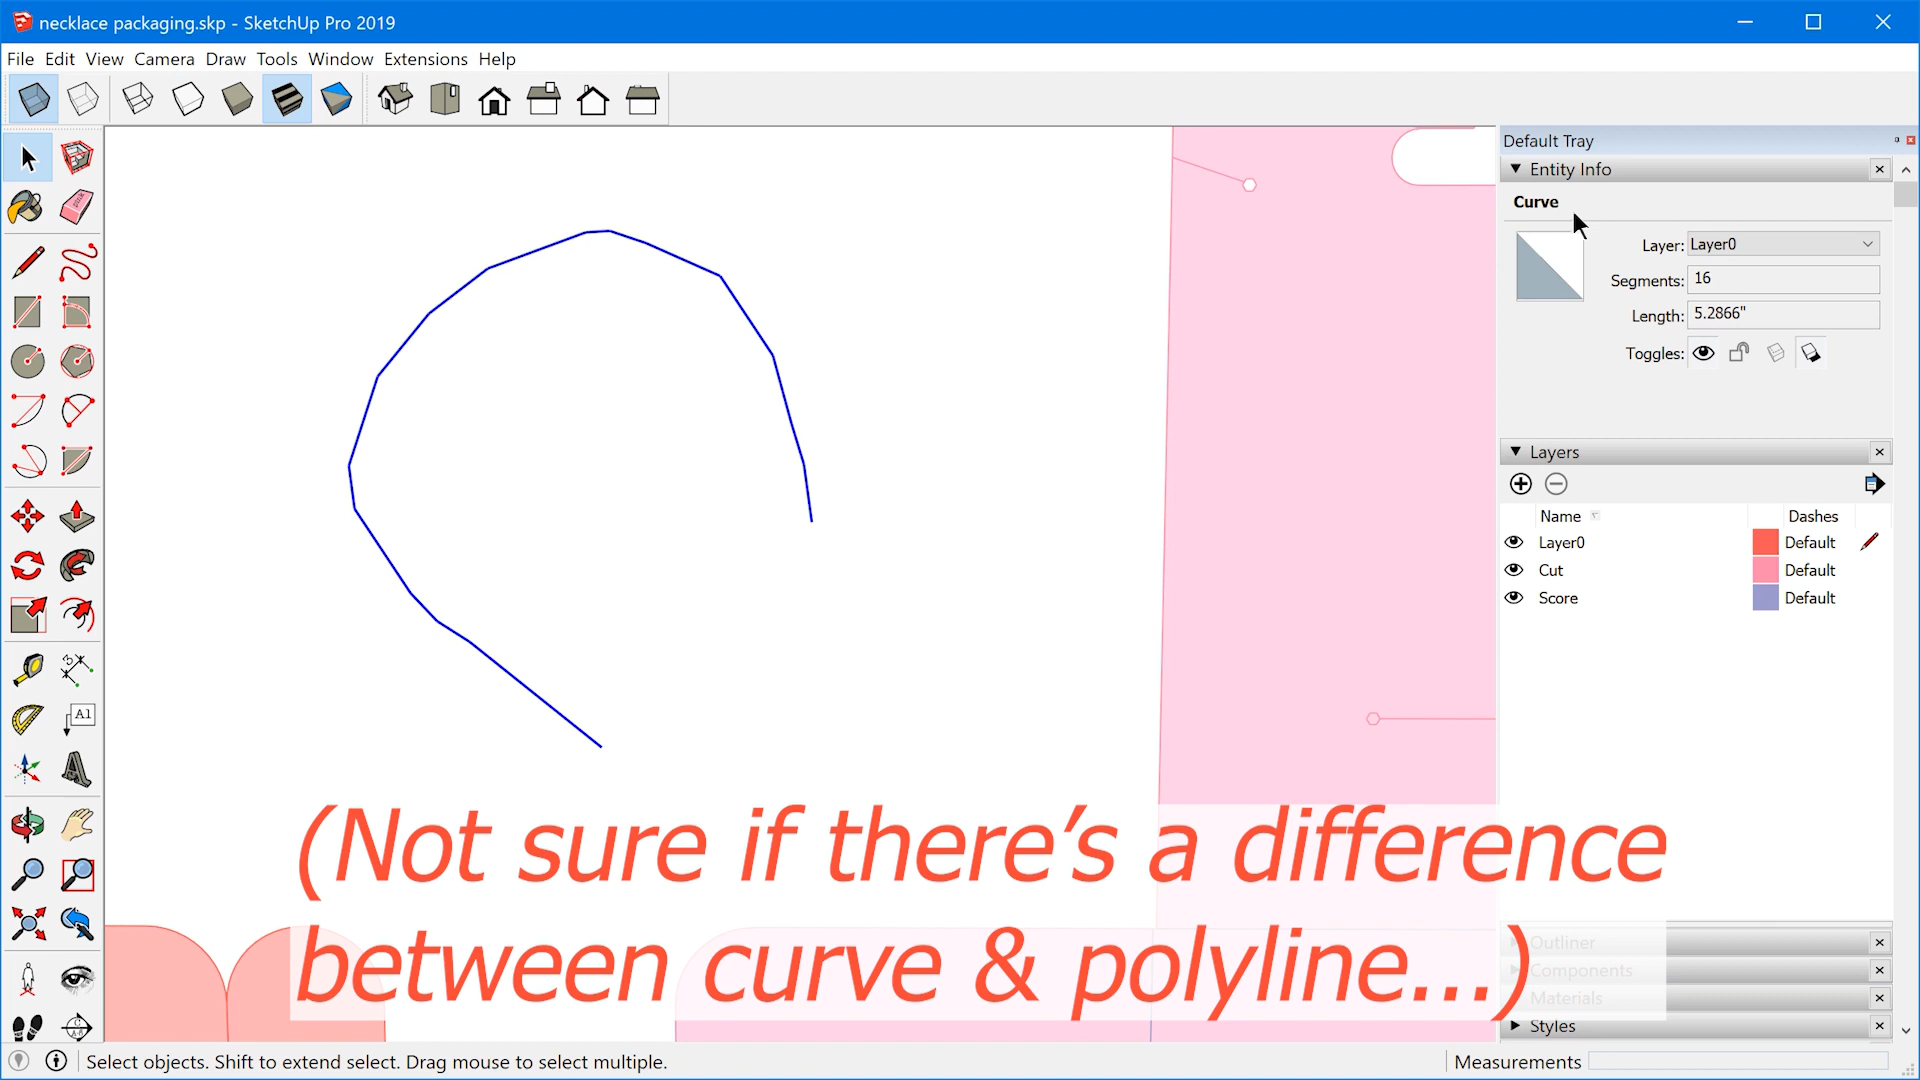 necklace packaging.skp - SketchUp Pro 2019
File Edit View Camera Draw Tools Window Extensions Help
Default Tray
Entity Info
Curve
Layer: Layer0
Segments: 16
Length: 5.2866"
Toggles:
Layers
Name Dashes
Layer0 Default
Cut Default
Score Default
(Not sure if there's a difference
between curve & polyline...)
Outliner
Components
Materials
Styles
Select objects. Shift to extend select. Drag mouse to select multiple.
Measurements